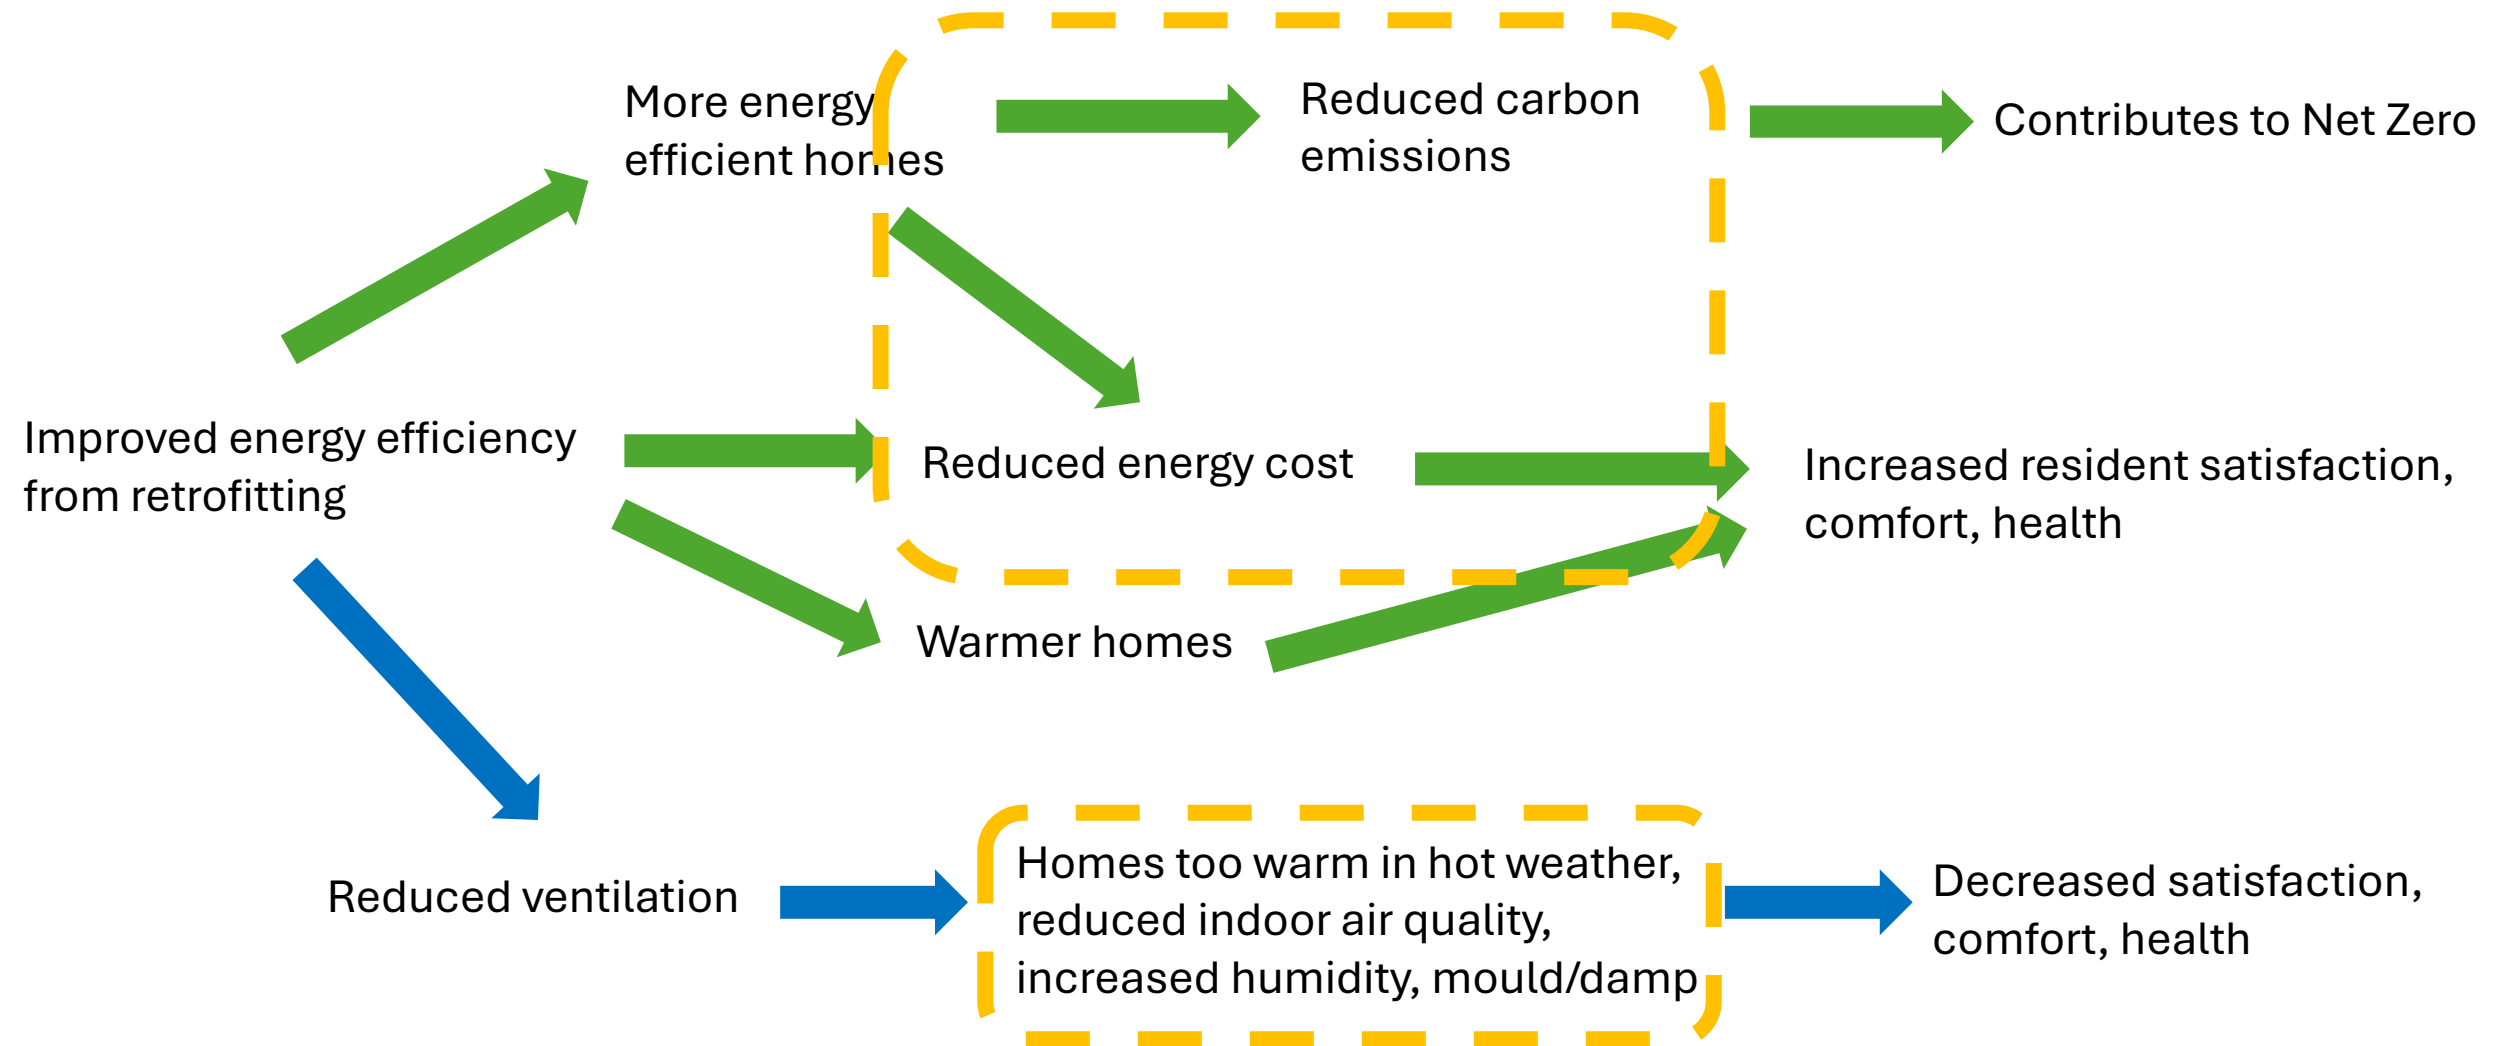 More energy
efficient homes
Reduced carbon
emissions
Contributes to Net Zero
Improved energy efficiency
from retrofitting
Reduced energy cost
Increased resident satisfaction,
comfort, health
Warmer homes
Reduced ventilation
Homes too warm in hot weather,
reduced indoor air quality,
increased humidity, mould/damp
Decreased satisfaction,
comfort, health